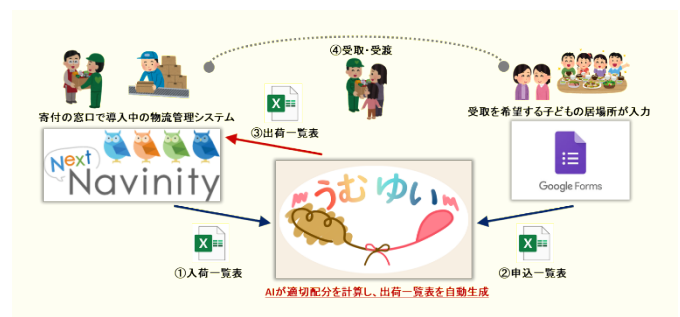 ④受取・受渡
寄付の窓口で導入中の物流管理システム
受取を希望する子どもの居場所が入力
③出荷一覧表
Next
Navinity
うむゆい
Google Forms
①入荷一覧表
②申込一覧表
AIが適切配分を計算し、出荷一覧表を自動生成